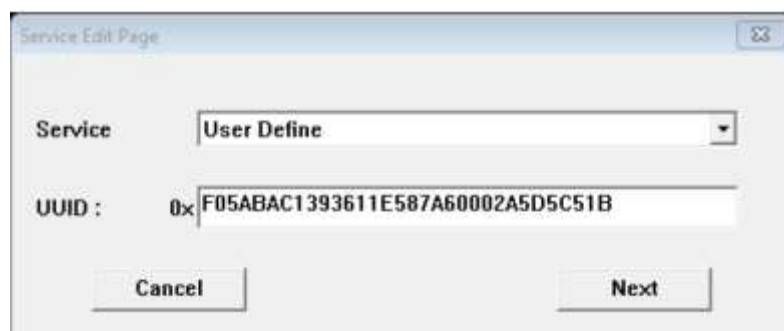 Service Edit Page
Service User Define
UUID : 0x F05ABAC1393611E587A60002A5D5C51B
Cancel Next